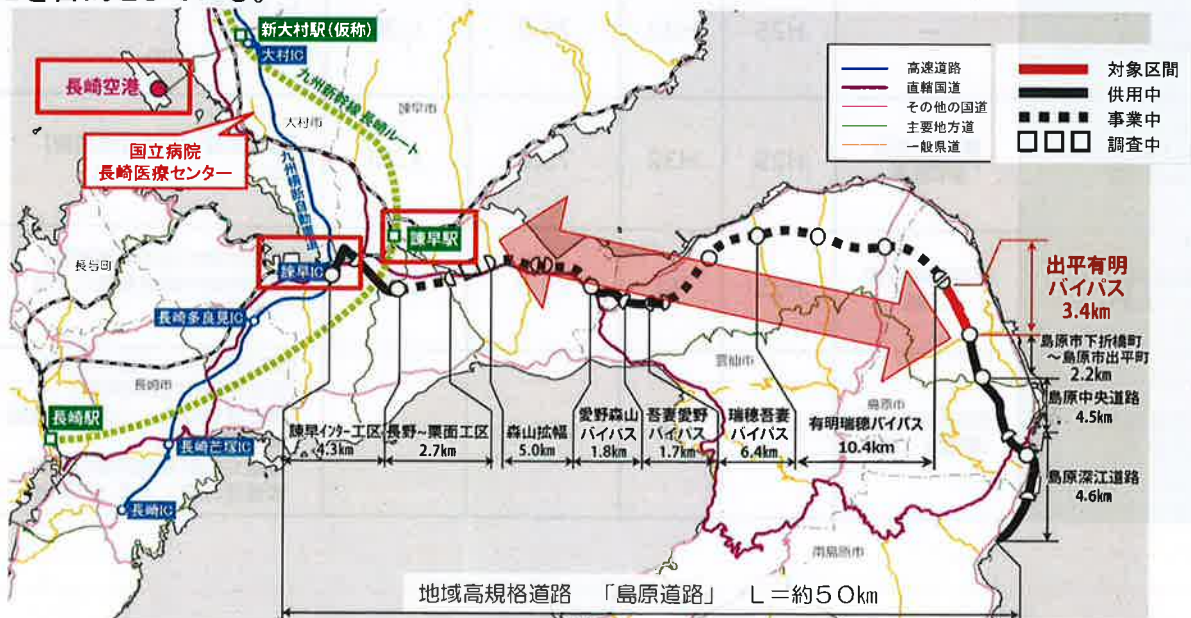 新大村駅(仮称)
大村IC
長崎空港
九州新幹線 長崎ルート
諫早市
大村市
国立病院
長崎医療センター
九州横断自動車道
諫早駅
長与町
諫早IC
長崎多良見IC
長崎市
長崎駅
長崎芒塚IC
長崎IC
高速道路
直轄国道
その他の国道
主要地方道
一般県道
対象区間
供用中
事業中
調査中
出平有明
バイパス
3.4km
島原市下折橋町
～島原市出平町
2.2km
島原中央道路
4.5km
島原深江道路
4.6km
雲仙市
島原市
南島原市
諫早インター工区
4.3km
長野～栗面工区
2.7km
森山拡幅
5.0km
愛野森山
バイパス
1.8km
吾妻愛野
バイパス
1.7km
瑞穂吾妻
バイパス
6.4km
有明瑞穂バイパス
10.4km
地域高規格道路 「島原道路」 L=約50km